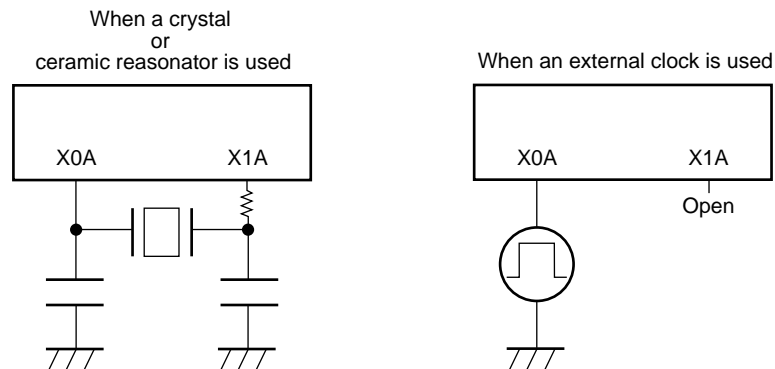 When a crystal
or
ceramic reasonator is used
X0A
X1A
When an external clock is used
X0A
X1A
Open